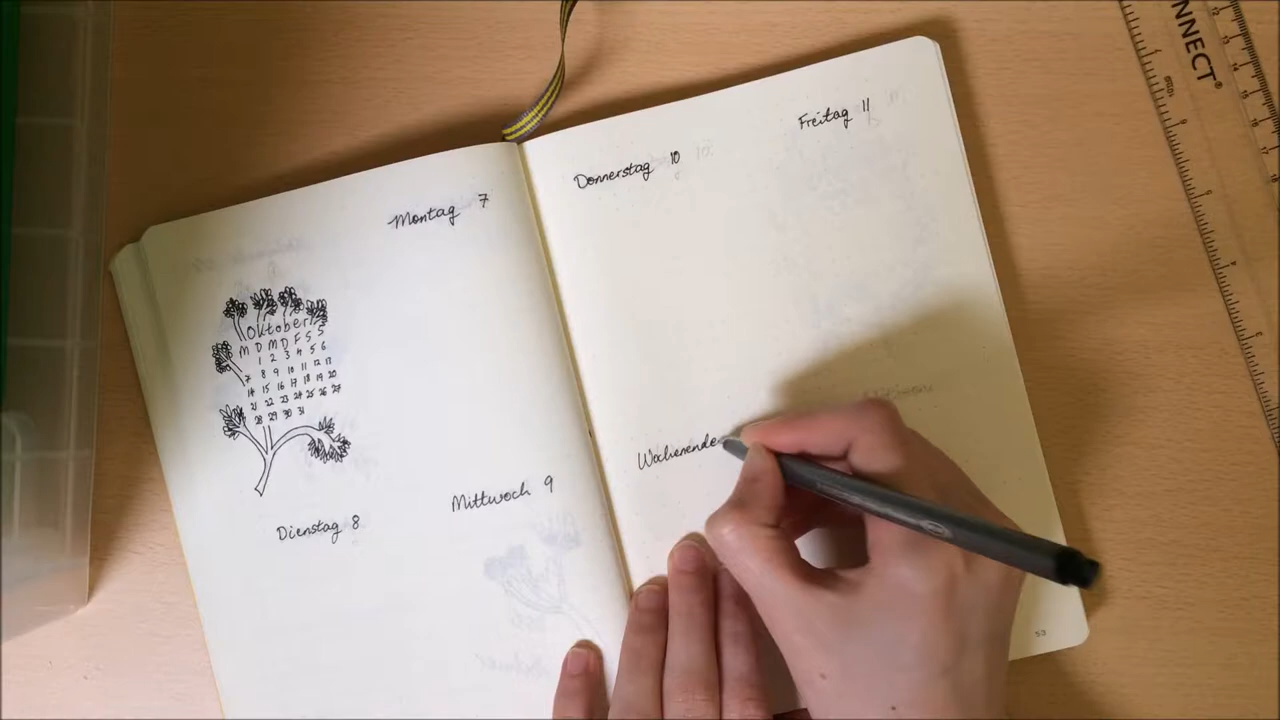 Montag 7
Oktober
M D M D F S S
1 2 3 4 5 6
7 8 9 10 11 12 13
14 15 16 17 18 19 20
21 22 23 24 25 26 27
28 29 30 31
Dienstag 8
Mittwoch 9
Donnerstag 10
Freitag 11
Wochenende
53
NNECT